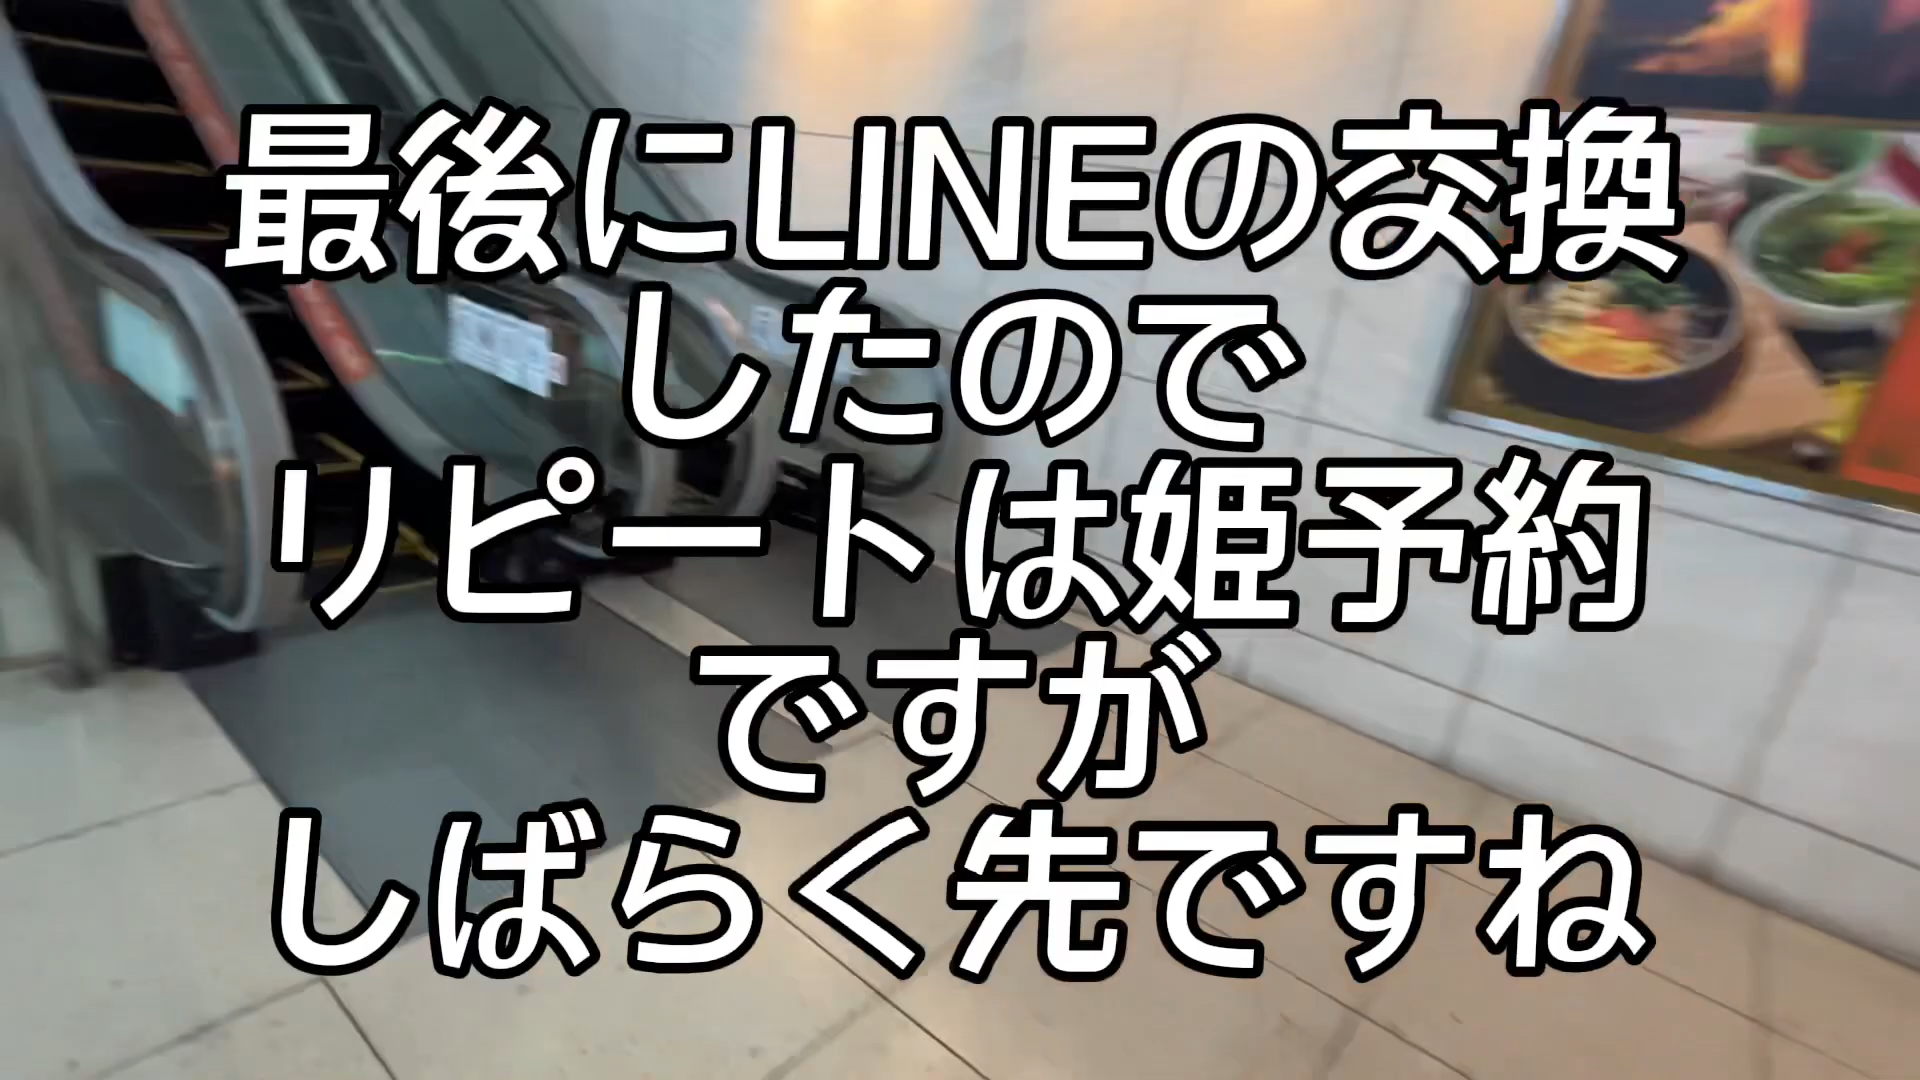 最後にLINEの交換
したので
リピートは姫予約
ですが
しばらく先ですね